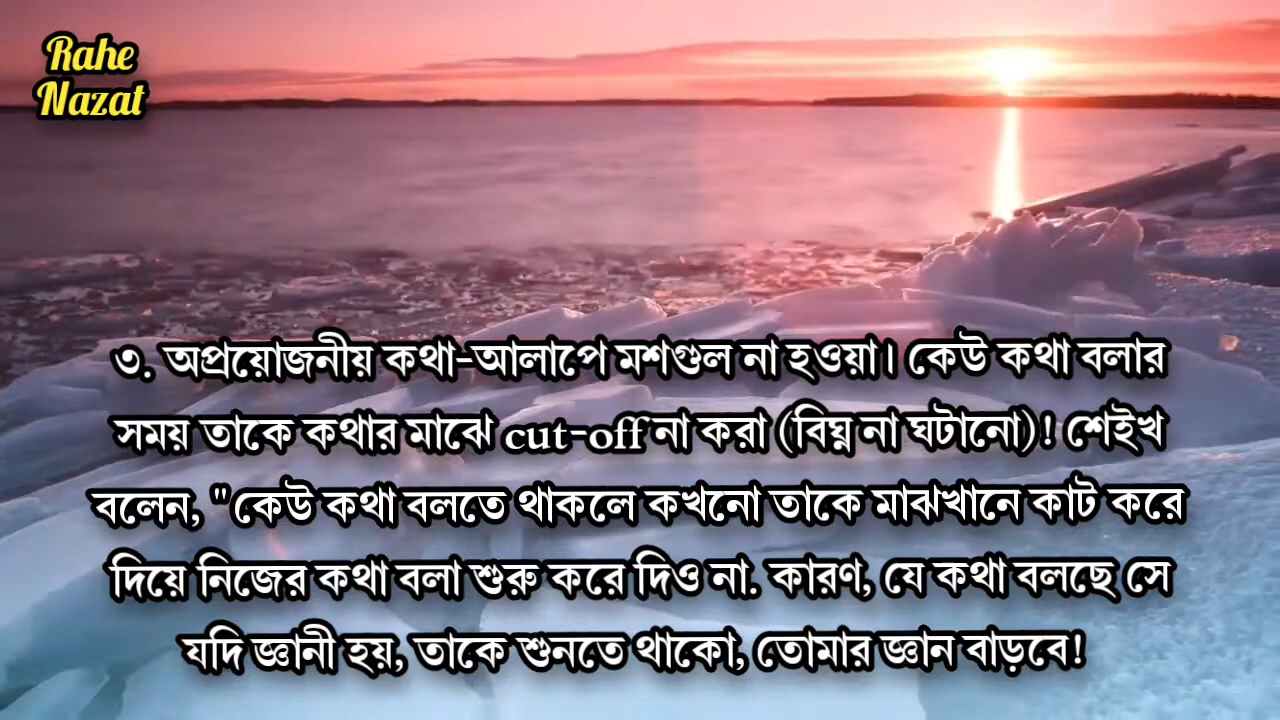 Rahe
Nazat
৩. অপ্রয়োজনীয় কথা-আলাপে মশগুল না হওয়া। কেউ কথা বলার
সময় তাকে কথার মাঝে cut-off না করা (বিঘ্ন না ঘটানো)! শেইখ
বলেন, "কেউ কথা বলতে থাকলে কখনো তাকে মাঝখানে কাট করে
দিয়ে নিজের কথা বলা শুরু করে দিও না. কারণ, যে কথা বলছে সে
যদি জ্ঞানী হয়, তাকে শুনতে থাকো, তোমার জ্ঞান বাড়বে!